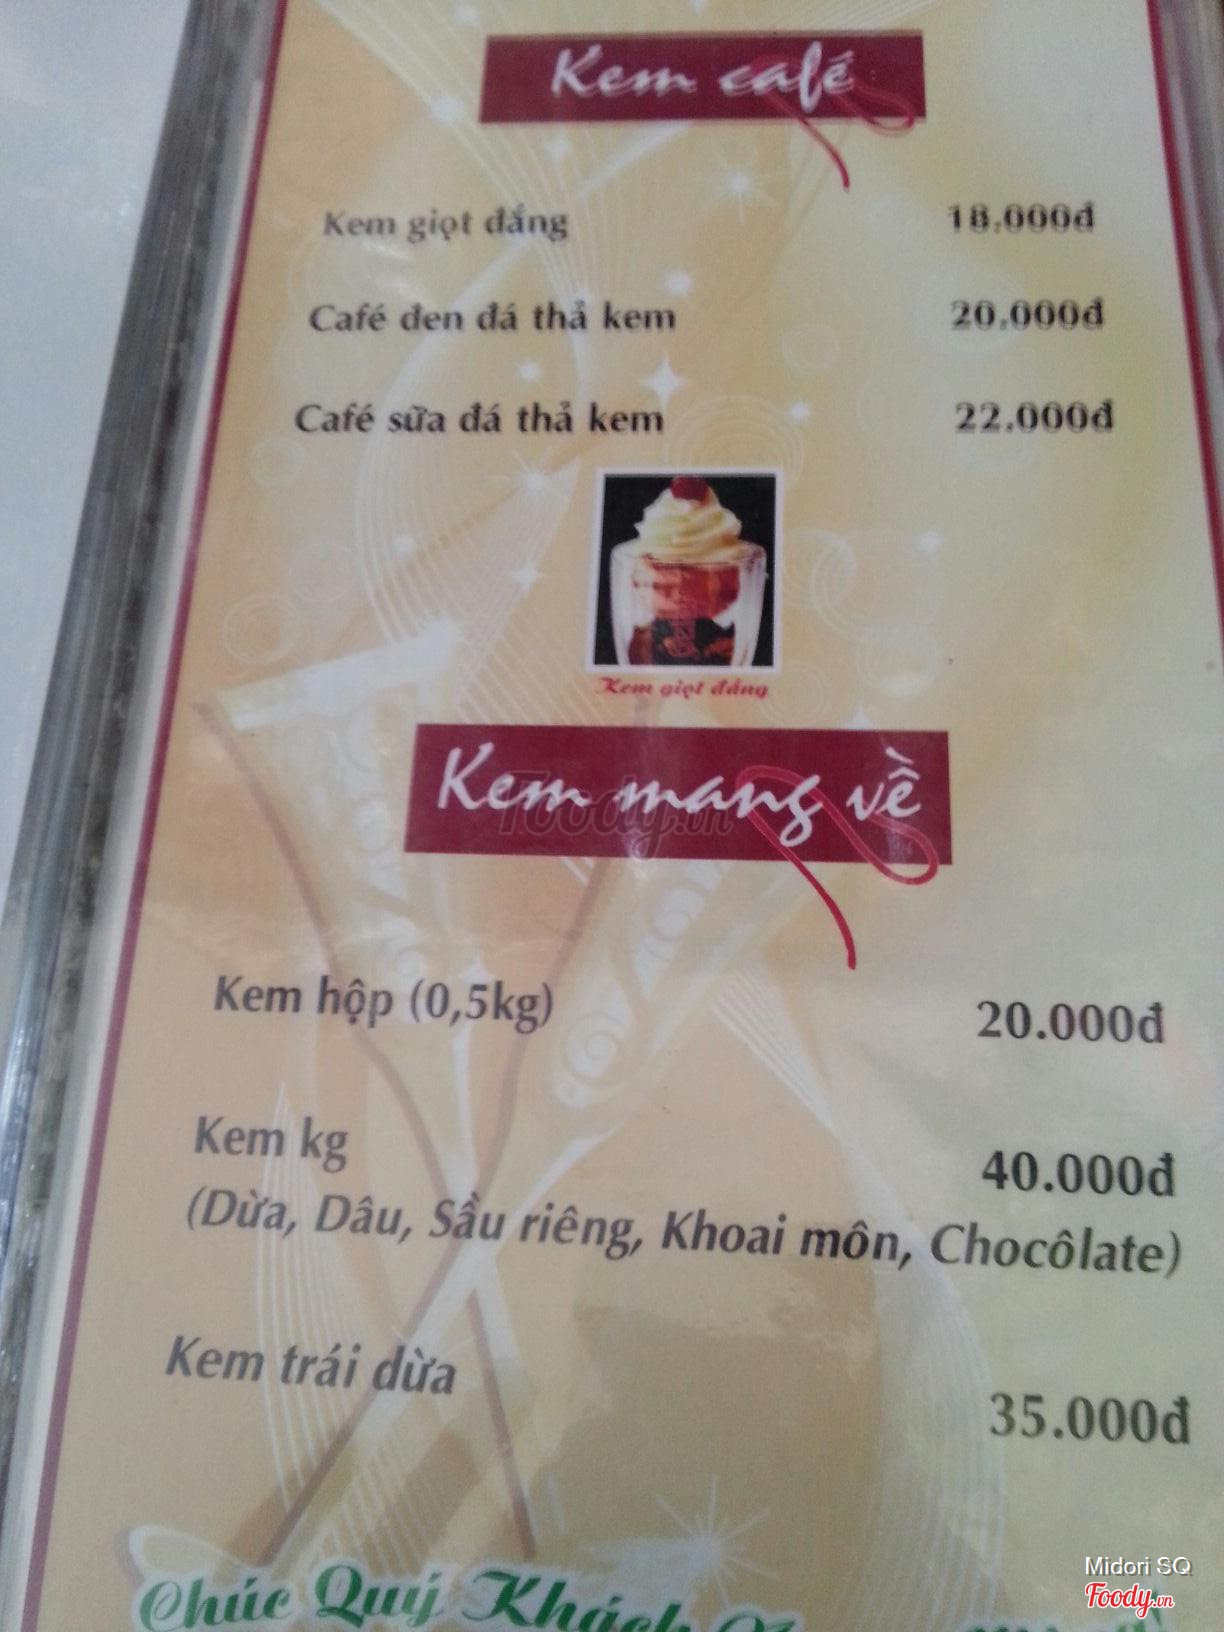 Kem café
Kem giọt đắng 18.000đ
Café đen đá thả kem 20.000đ
Café sữa đá thả kem 22.000đ
Kem giọt đắng
Kem mang về
Foody.vn
Kem hộp (0,5kg) 20.000đ
Kem kg 40.000đ
(Dừa, Dâu, Sầu riêng, Khoai môn, Chocôlate)
Kem trái dừa 35.000đ
Chúc Quý Khách
Midori SQ
Foody.vn